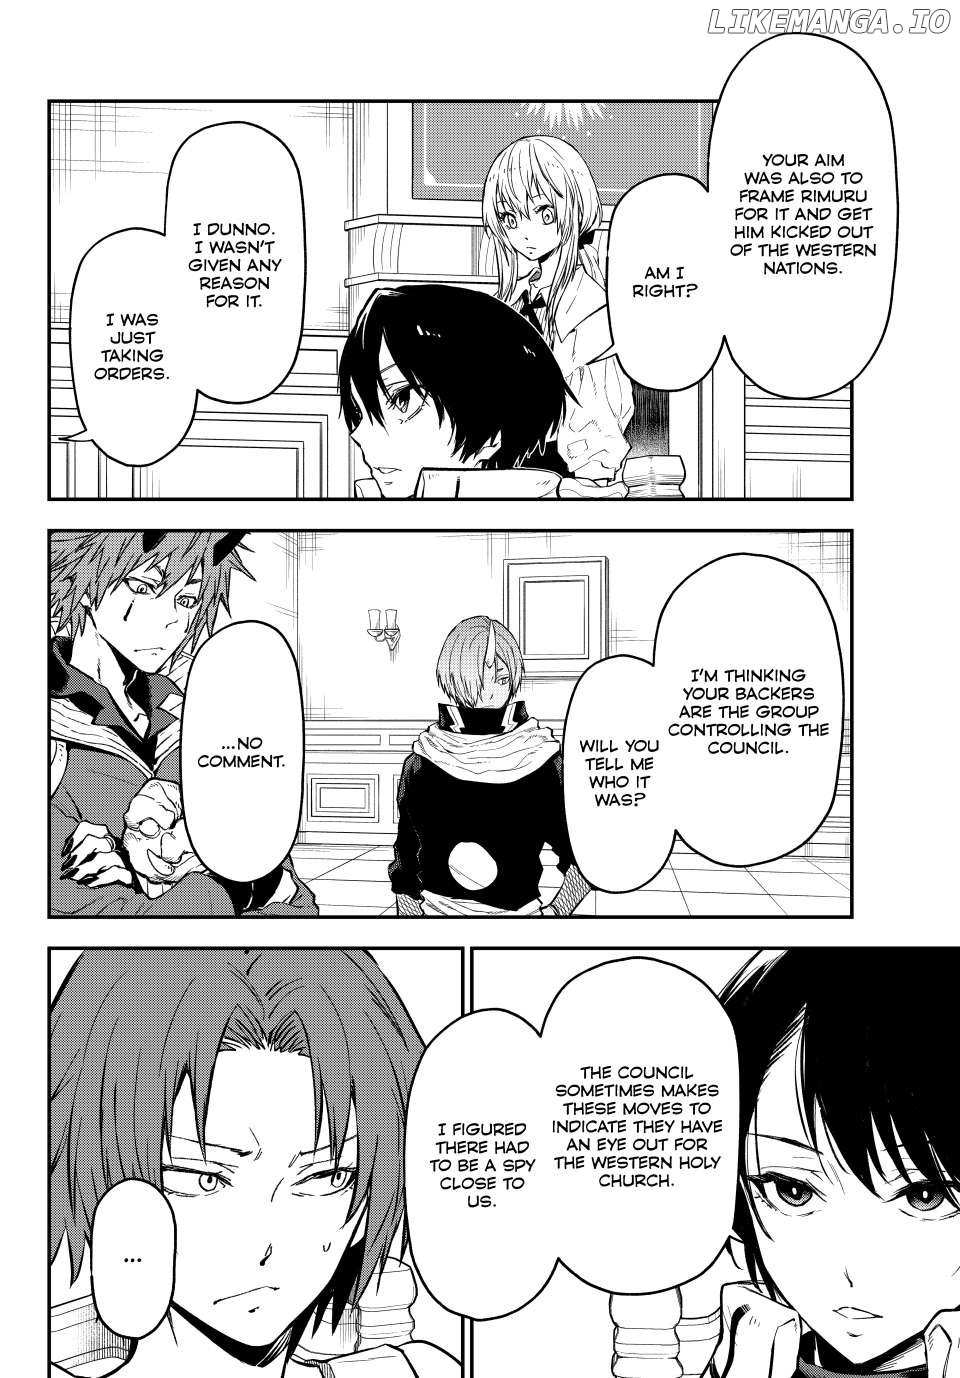 LIKEMANGA.IO
YOUR AIM
WAS ALSO TO
FRAME RIMURU
FOR IT AND GET
HIM KICKED OUT
OF THE WESTERN
NATIONS.
AM I
RIGHT?
I DUNNO.
I WASN'T
GIVEN ANY
REASON
FOR IT.
I WAS
JUST
TAKING
ORDERS.
I'M THINKING
YOUR BACKERS
ARE THE GROUP
CONTROLLING THE
COUNCIL.
WILL YOU
TELL ME
WHO IT
WAS?
...NO
COMMENT.
THE COUNCIL
SOMETIMES MAKES
THESE MOVES TO
INDICATE THEY HAVE
AN EYE OUT FOR
THE WESTERN HOLY
CHURCH.
I FIGURED
THERE HAD
TO BE A SPY
CLOSE TO
US.
...